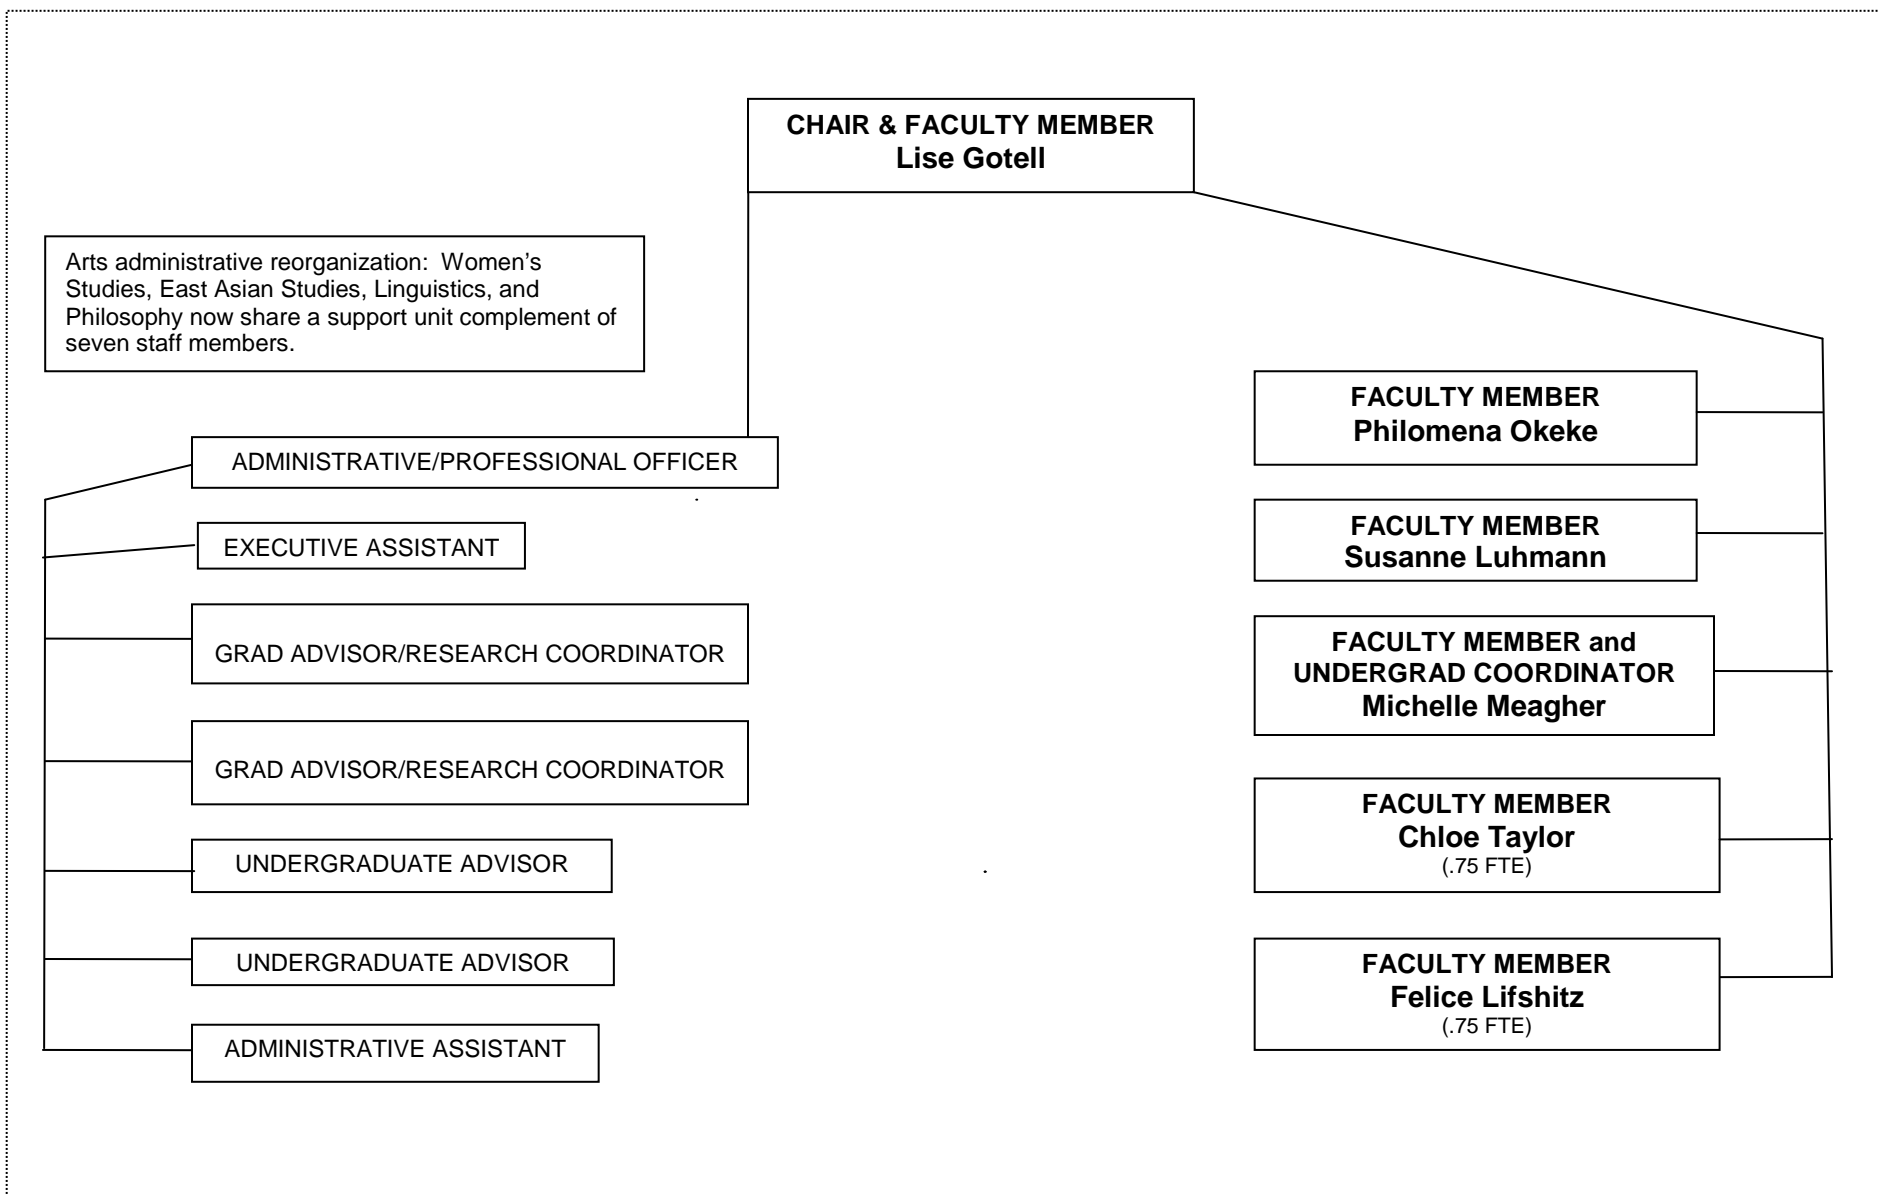 CHAIR & FACULTY MEMBER
Lise Gotell
Arts administrative reorganization: Women’s
Studies, East Asian Studies, Linguistics, and
Philosophy now share a support unit complement of
seven staff members.
ADMINISTRATIVE/PROFESSIONAL OFFICER
EXECUTIVE ASSISTANT
GRAD ADVISOR/RESEARCH COORDINATOR
GRAD ADVISOR/RESEARCH COORDINATOR
UNDERGRADUATE ADVISOR
UNDERGRADUATE ADVISOR
ADMINISTRATIVE ASSISTANT
FACULTY MEMBER
Philomena Okeke
FACULTY MEMBER
Susanne Luhmann
FACULTY MEMBER and
UNDERGRAD COORDINATOR
Michelle Meagher
FACULTY MEMBER
Chloe Taylor
(.75 FTE)
FACULTY MEMBER
Felice Lifshitz
(.75 FTE)